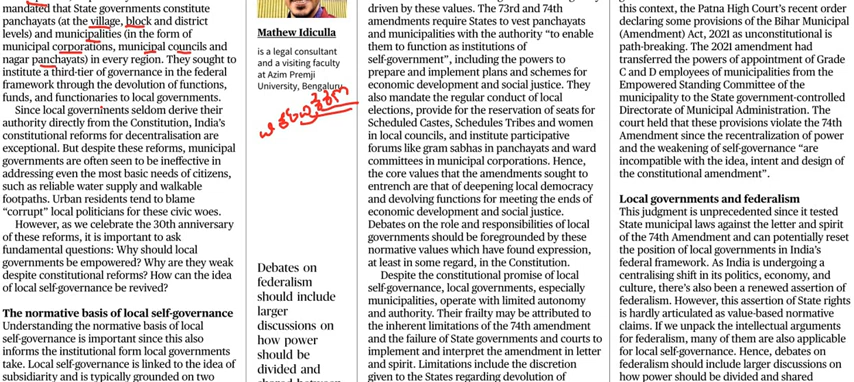 mandated that States constitute
panchayats (at the village, block and district
levels) and municipalities (in the form of
municipal corporations, municipal councils and
nagar panchayats) in every region. They sought to
institute a third-tier of governance in the federal
framework through the devolution of functions,
funds, and functionaries to local governments.
Since local governments seldom derive their
authority directly from the Constitution, India's
constitutional reforms for decentralisation are
exceptional. But despite these reforms, municipal
governments are often seen to be ineffective in
addressing even the most basic needs of citizens,
such as reliable water supply and walkable
footpaths. Urban residents tend to blame
"corrupt" local politicians for these civic woes.
However, as we celebrate the 30th anniversary
of these reforms, it is important to ask
fundamental questions: Why should local
governments be empowered? Why are they weak
despite constitutional reforms? How can the idea
of local self-governance be revived?
The normative basis of local self-governance
Understanding the normative basis of local
self-governance is important since this also
informs the institutional form local governments
take. Local self-governance is linked to the idea of
subsidiarity and is typically grounded on two
Mathew Idiculla
is a legal consultant
and a visiting faculty
at Azim Premji
University, Bengaluru
Debates on
federalism
should include
larger
discussions on
how power
should be
divided and
shared between
driven by these values. The 73rd and 74th
amendments require States to vest panchayats
and municipalities with the authority "to enable
them to function as institutions of
self-government", including the powers to
prepare and implement plans and schemes for
economic development and social justice. They
also mandate the regular conduct of local
elections, provide for the reservation of seats for
Scheduled Castes, Schedules Tribes and women
in local councils, and institute participative
forums like gram sabhas in panchayats and ward
committees in municipal corporations. Hence,
the core values that the amendments sought to
entrench are that of deepening local democracy
and devolving functions for meeting the ends of
economic development and social justice.
Debates on the role and responsibilities of local
governments should be foregrounded by these
normative values which have found expression,
at least in some regard, in the Constitution.
Despite the constitutional promise of local
self-governance, local governments, especially
municipalities, operate with limited autonomy
and authority. Their frailty may be attributed to
the inherent limitations of the 74th amendment
and the failure of State governments and courts to
implement and interpret the amendment in letter
and spirit. Limitations include the discretion
given to the States regarding devolution of
this context, the Patna High Court's recent order
declaring some provisions of the Bihar Municipal
(Amendment) Act, 2021 as unconstitutional is
path-breaking. The 2021 amendment had
transferred the powers of appointment of Grade
C and D employees of municipalities from the
Empowered Standing Committee of the
municipality to the State government-controlled
Directorate of Municipal Administration. The
court held that these provisions violate the 74th
Amendment since the recentralization of power
and the weakening of self-governance "are
incompatible with the idea, intent and design of
the constitutional amendment".
Local governments and federalism
This judgment is unprecedented since it tested
State municipal laws against the letter and spirit
of the 74th Amendment and can potentially reset
the position of local governments in India's
federal framework. As India is undergoing a
centralising shift in its politics, economy, and
culture, there's also been a renewed assertion of
federalism. However, this assertion of State rights
is hardly articulated as value-based normative
claims. If we unpack the intellectual arguments
for federalism, many of them are also applicable
for local self-governance. Hence, debates on
federalism should include larger discussions on
how power should be divided and shared